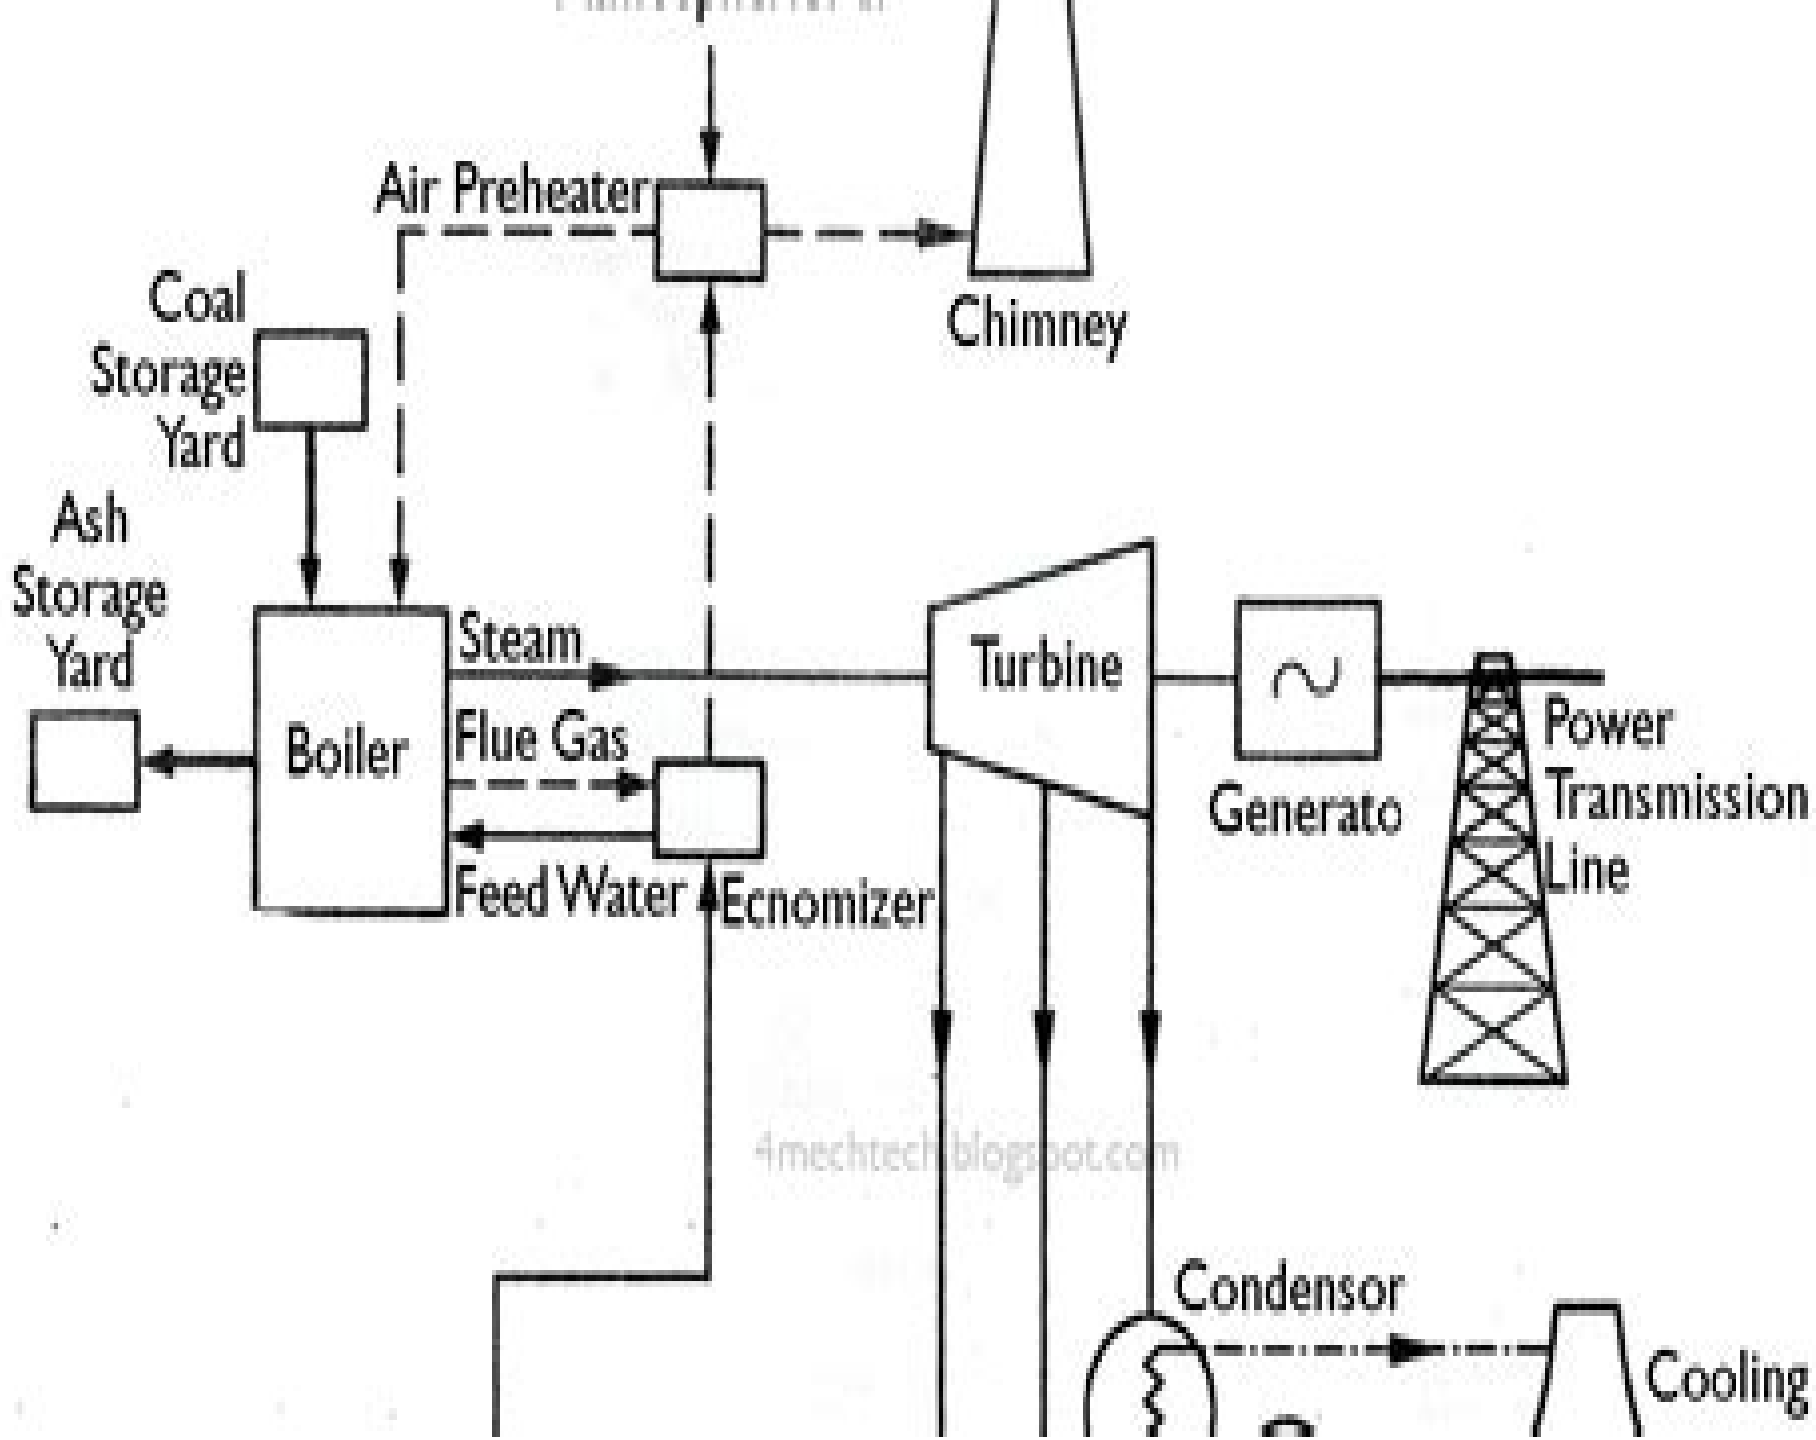 Air Preheater
Chimney
Coal
Storage
Yard
Ash
Storage
Yard
Steam
Boiler
Flue Gas
Feed Water
Ecnomizer
Turbine
Generato
Power
Transmission
Line
4mechtech.blogspot.com
Condensor
Cooling